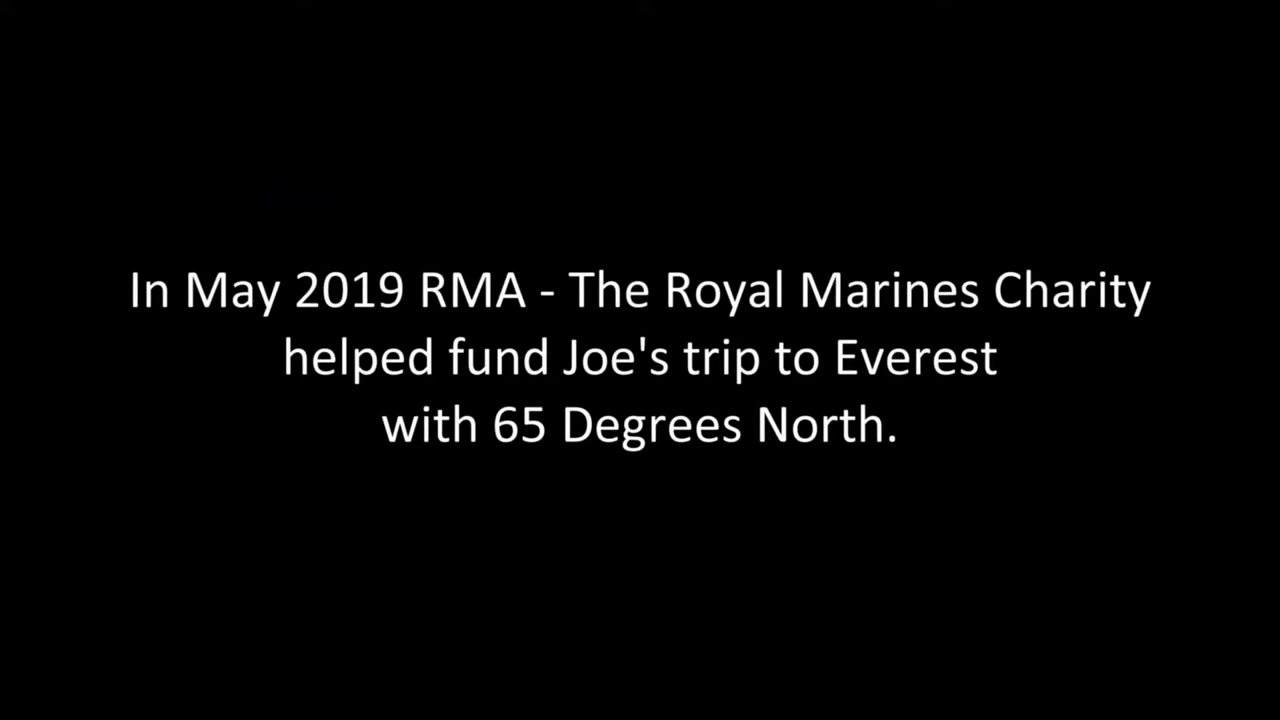 In May 2019 RMA - The Royal Marines Charity
helped fund Joe's trip to Everest
with 65 Degrees North.